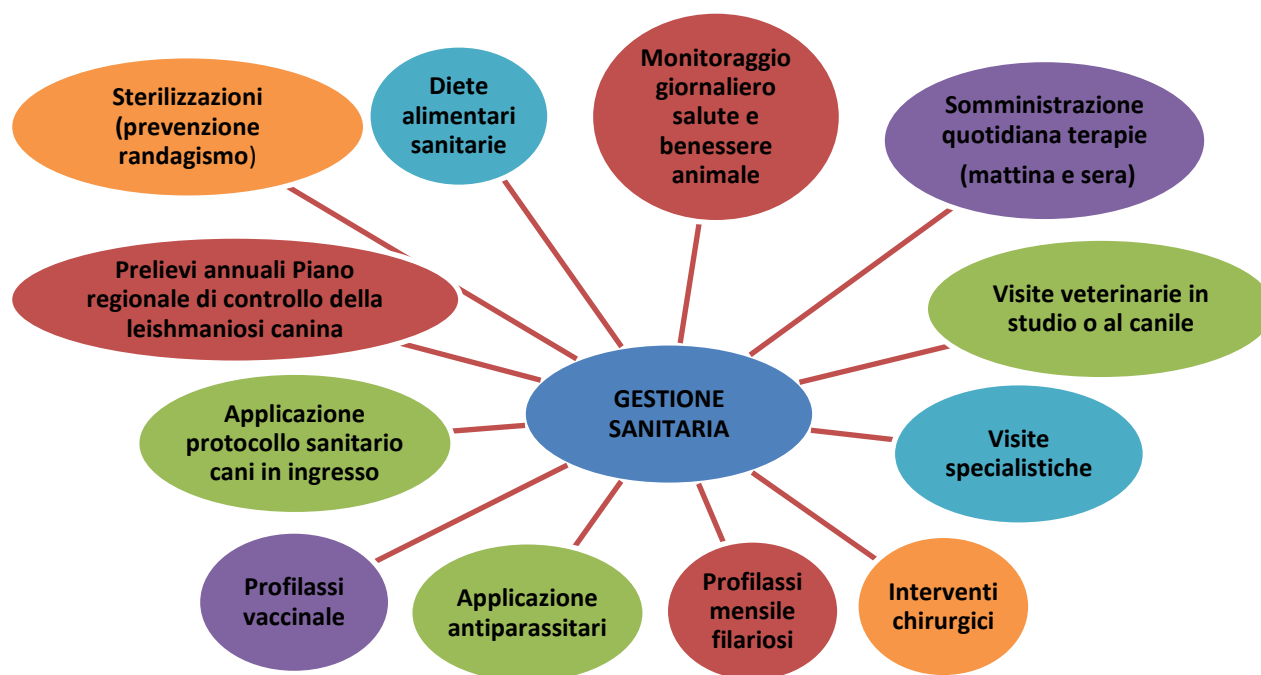 Sterilizzazioni
(prevenzione
randagismo)
Diete
alimentari
sanitarie
Monitoraggio
giornaliero
salute e
benessere
animale
Somministrazione
quotidiana terapie
(mattina e sera)
Prelievi annuali Piano
regionale di controllo della
leishmaniosi canina
Visite veterinarie in
studio o al canile
GESTIONE
SANITARIA
Applicazione
protocollo sanitario
cani in ingresso
Visite
specialistiche
Profilassi
vaccinale
Applicazione
antiparassitari
Profilassi
mensile
filariosi
Interventi
chirurgici